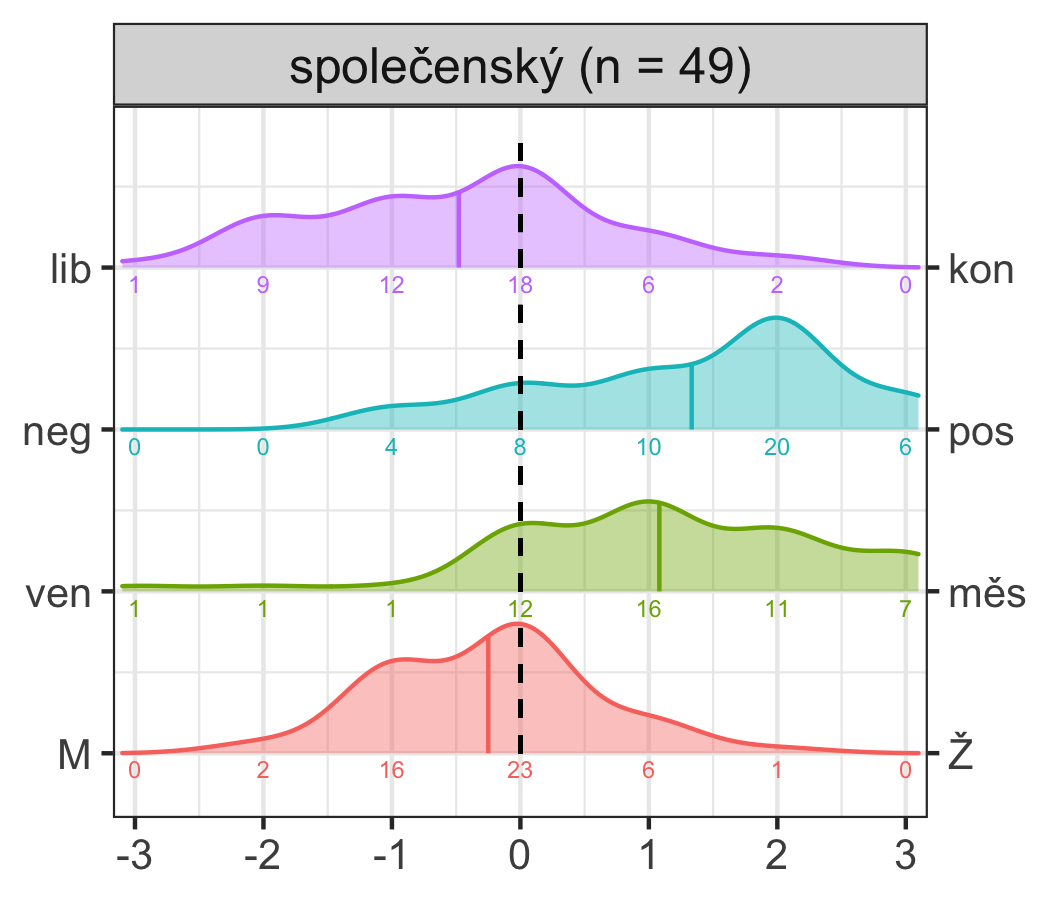 společenský (n = 49)
lib kon
1 9 12 18 6 2 0
neg pos
0 0 4 8 10 20 6
ven měs
1 1 1 12 16 11 7
M Ž
0 2 16 23 6 1 0
-3 -2 -1 0 1 2 3